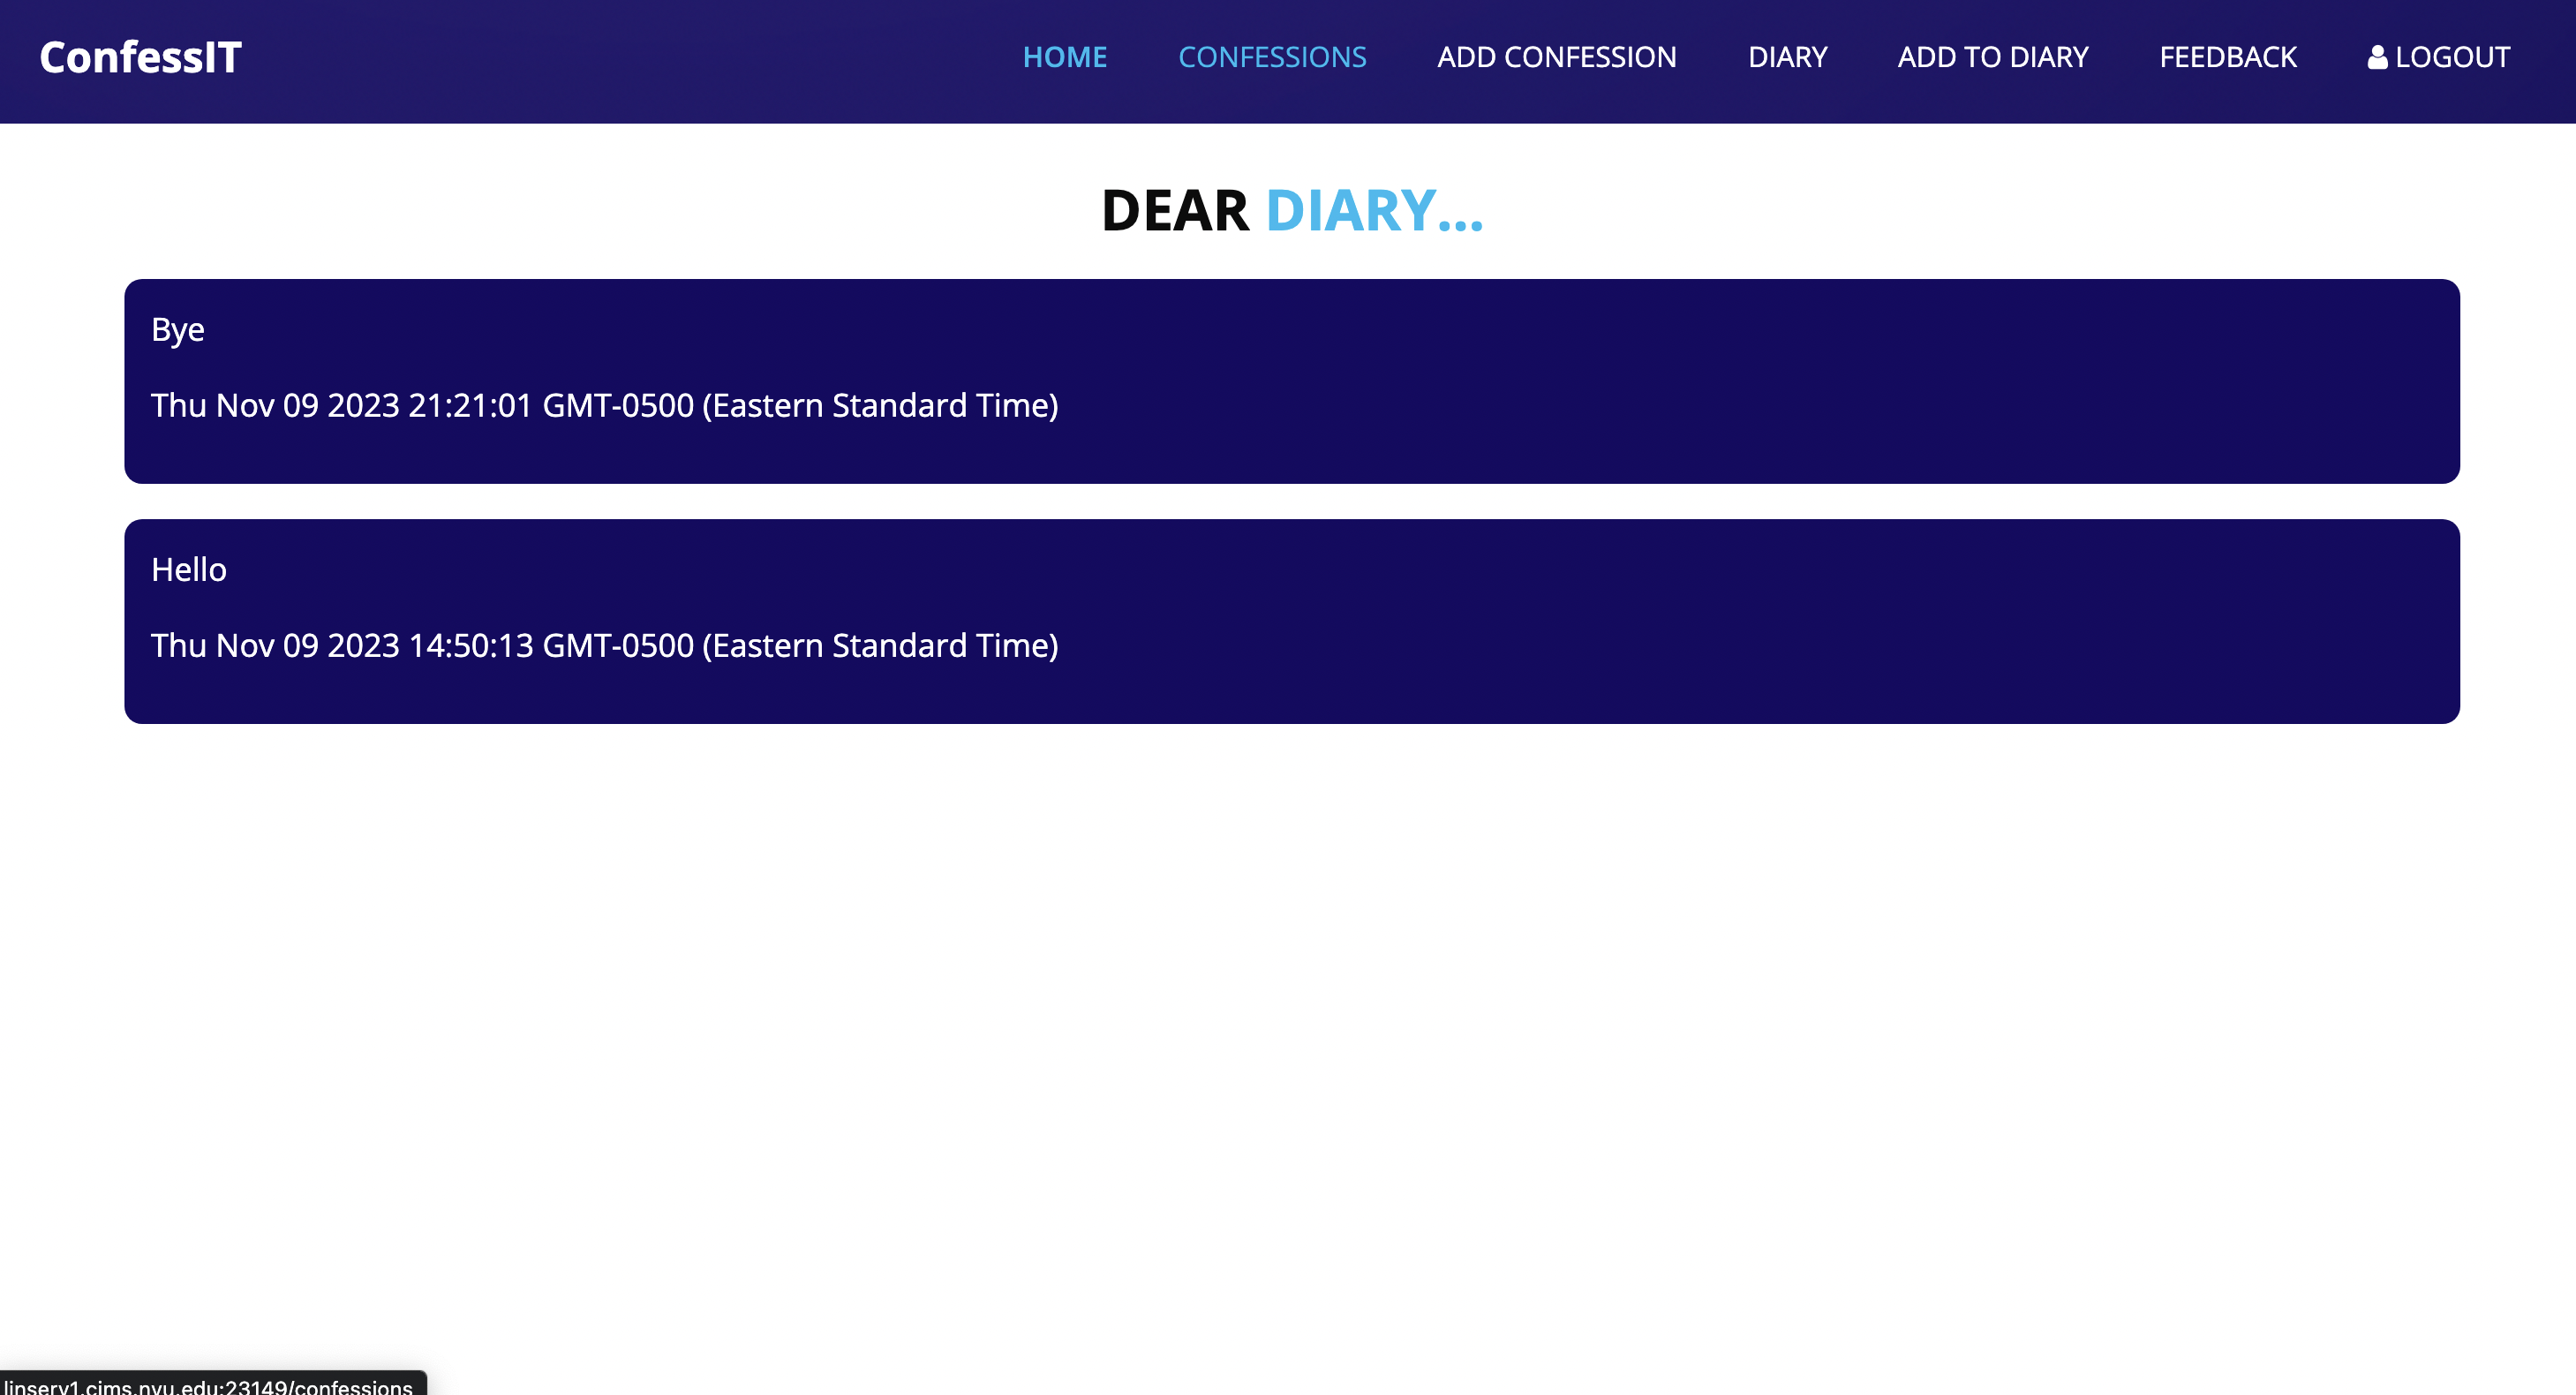 ConfessIT HOME CONFESSIONS ADD CONFESSION DIARY ADD TO DIARY FEEDBACK LOGOUT
DEAR DIARY...
Bye
Thu Nov 09 2023 21:21:01 GMT-0500 (Eastern Standard Time)
Hello
Thu Nov 09 2023 14:50:13 GMT-0500 (Eastern Standard Time)
linserv1.cims.nyu.edu:23149/confessions